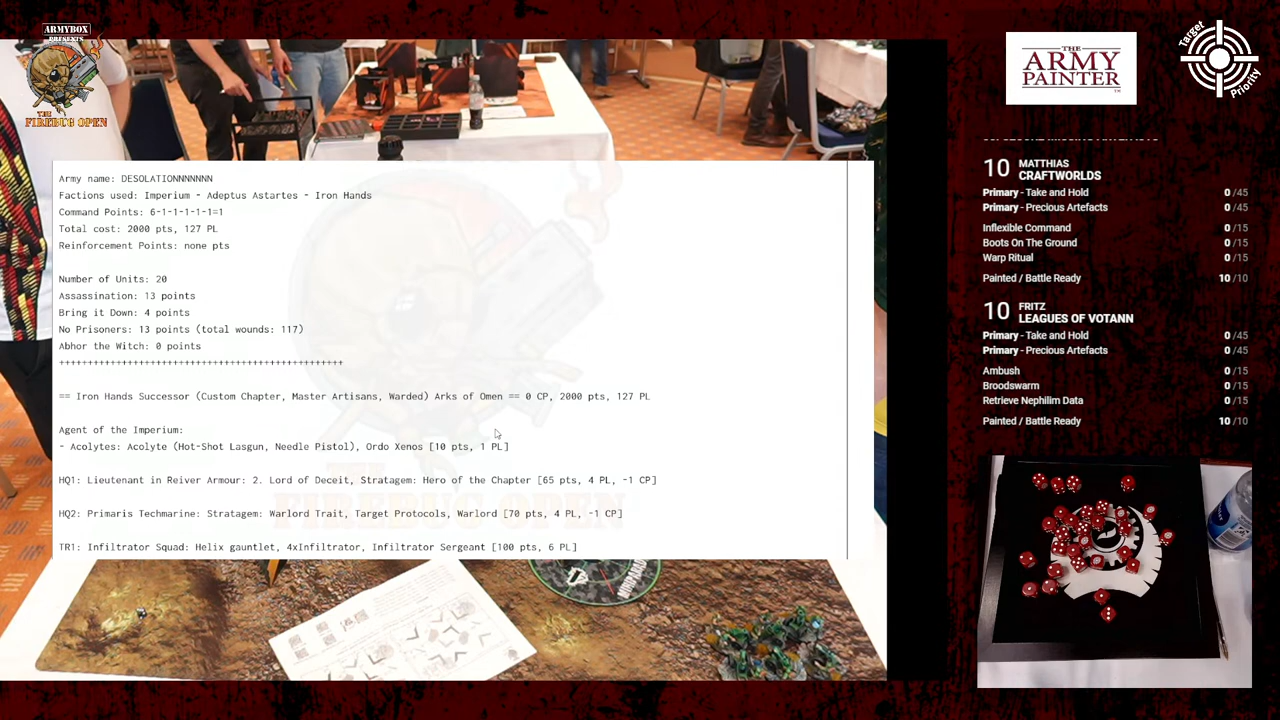 ARMYBOX
PRESENTS
THE
FIREBUG OPEN
Army name: DESOLATIONNNNNNN
Factions used: Imperium - Adeptus Astartes - Iron Hands
Command Points: 6-1-1-1-1-1=1
Total cost: 2000 pts, 127 PL
Reinforcement Points: none pts
Number of Units: 20
Assassination: 13 points
Bring it Down: 4 points
No Prisoners: 13 points (total wounds: 117)
Abhor the Witch: 0 points
++++++++++++++++++++++++++++++++++++++++++++++++++
== Iron Hands Successor (Custom Chapter, Master Artisans, Warded) Arks of Omen == 0 CP, 2000 pts, 127 PL
Agent of the Imperium:
- Acolytes: Acolyte (Hot-Shot Lasgun, Needle Pistol), Ordo Xenos [10 pts, 1 PL]
HQ1: Lieutenant in Reiver Armour: 2. Lord of Deceit, Stratagem: Hero of the Chapter [65 pts, 4 PL, -1 CP]
HQ2: Primaris Techmarine: Stratagem: Warlord Trait, Target Protocols, Warlord [70 pts, 4 PL, -1 CP]
TR1: Infiltrator Squad: Helix gauntlet, 4xInfiltrator, Infiltrator Sergeant [100 pts, 6 PL]
FIREBUG OPEN
THE
ARMY
PAINTER
Target
Priority
10 MATTHIAS
CRAFTWORLDS
Primary - Take and Hold 0 /45
Primary - Precious Artefacts 0 /45
Inflexible Command 0 /15
Boots On The Ground 0 /15
Warp Ritual 0 /15
Painted / Battle Ready 10 /10
10 FRITZ
LEAGUES OF VOTANN
Primary - Take and Hold 0 /45
Primary - Precious Artefacts 0 /45
Ambush 0 /15
Broodswarm 0 /15
Retrieve Nephilim Data 0 /15
Painted / Battle Ready 10 /10